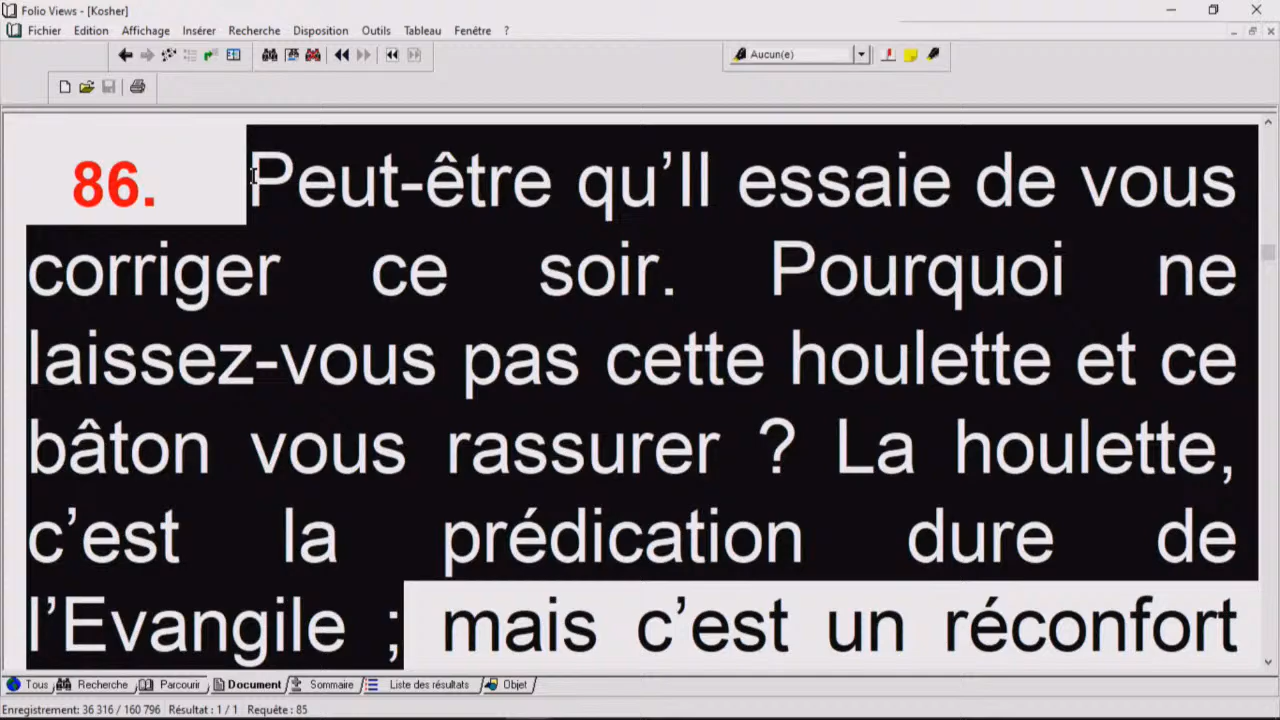 Folio Views - [Kosher]
Fichier Edition Affichage Insérer Recherche Disposition Outils Tableau Fenêtre ?
Aucun(e)
86. Peut-être qu’Il essaie de vous
corriger ce soir. Pourquoi ne
laissez-vous pas cette houlette et ce
bâton vous rassurer ? La houlette,
c’est la prédication dure de
l’Evangile ; mais c’est un réconfort
Tous Recherche Parcourir Document Sommaire Liste des résultats Objet
Enregistrement: 36 316 / 160 796 Résultat : 1 / 1 Requête : 85